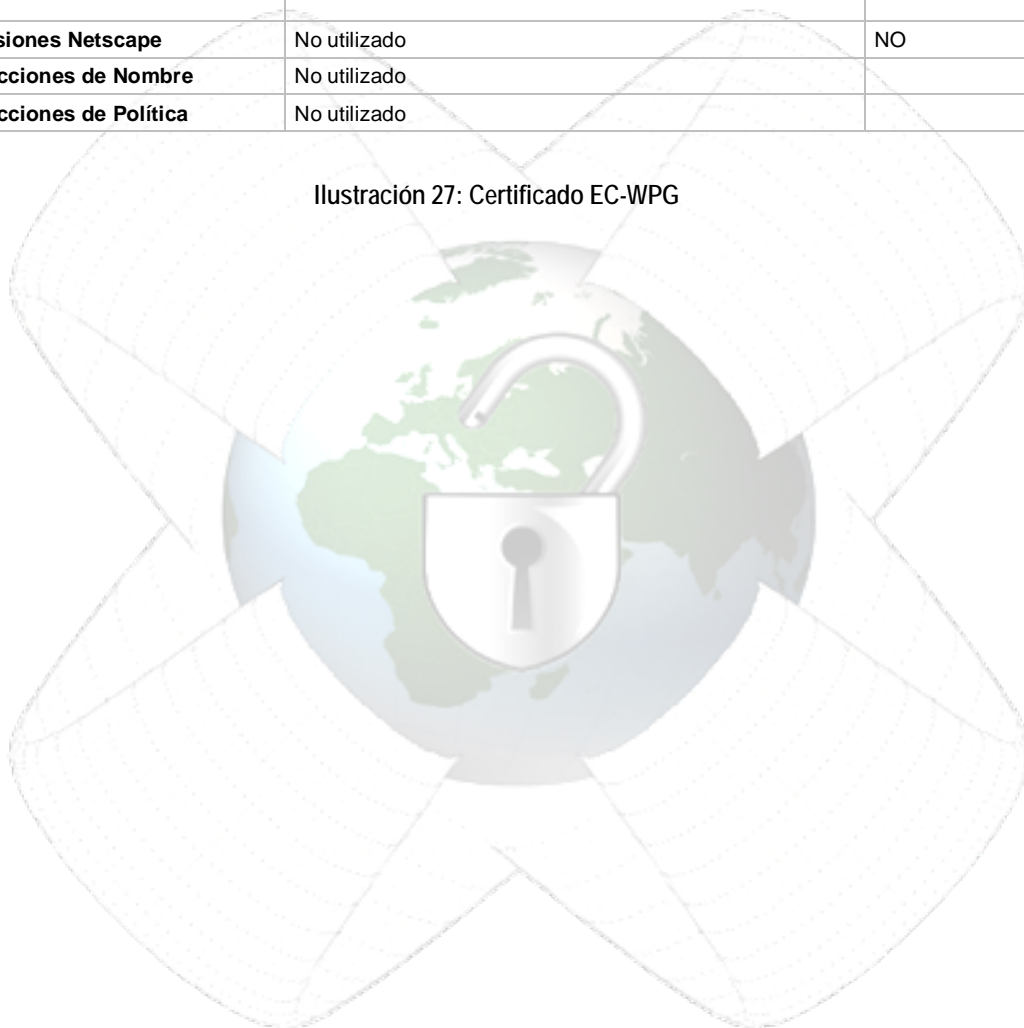 siones Netscape No utilizado NO
cciones de Nombre No utilizado
cciones de Política No utilizado
Ilustración 27: Certificado EC-WPG